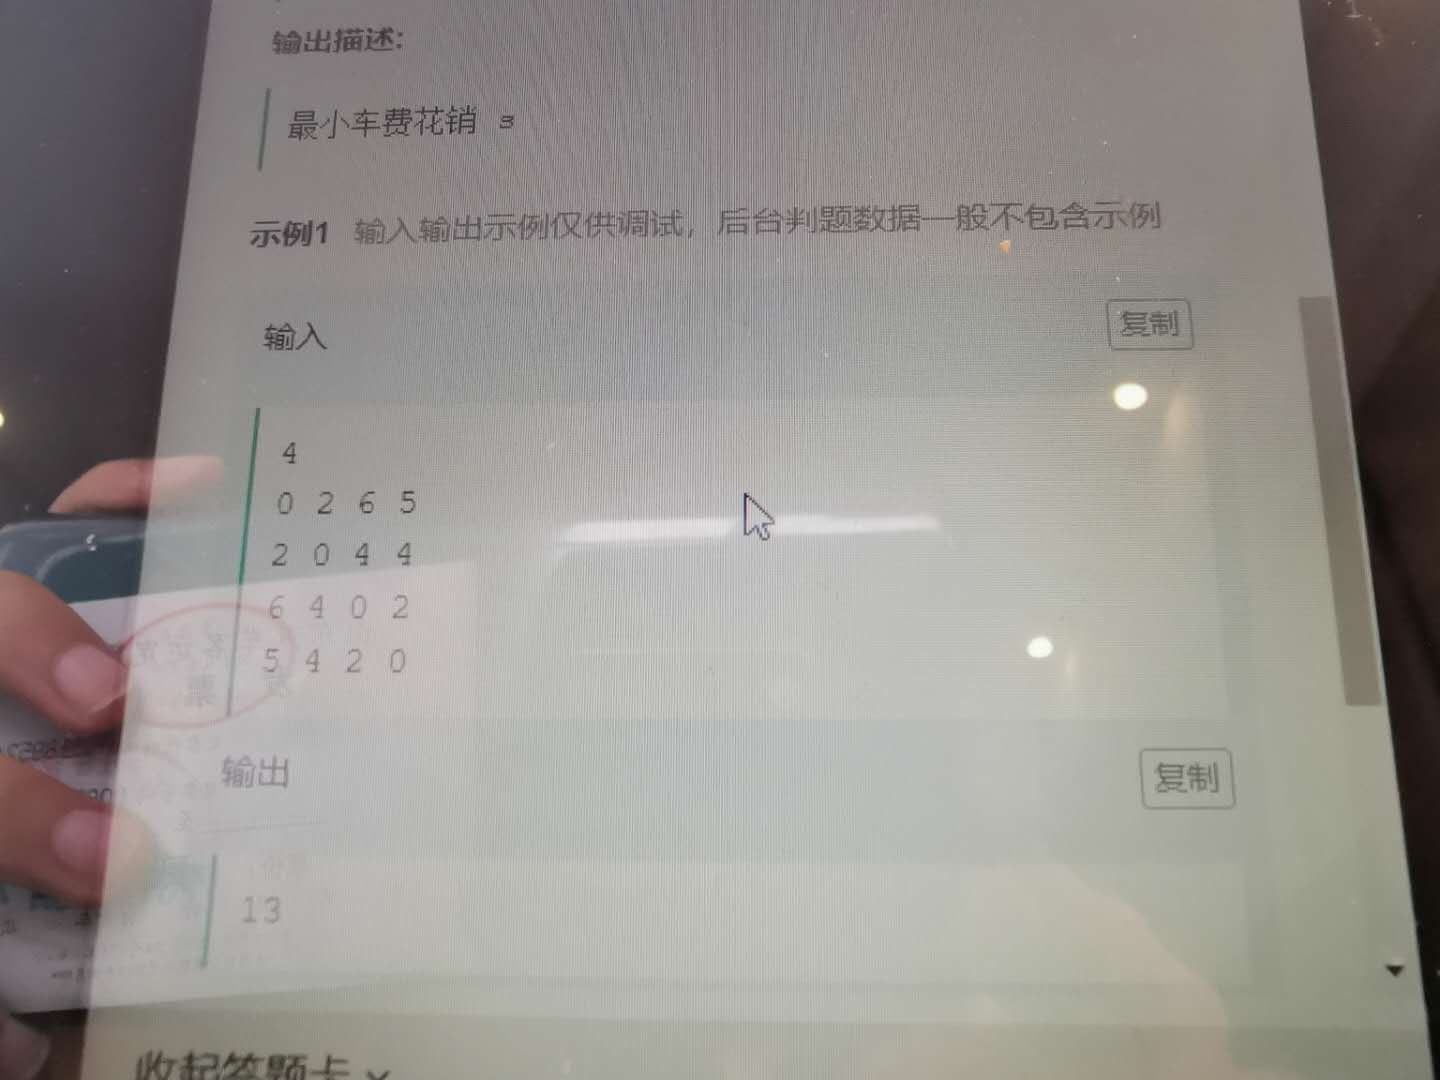 输出描述:
最小车费花销 s
示例1 输入输出示例仅供调试，后台判题数据一般不包含示例
输入
复制
4
0 2 6 5
2 0 4 4
6 4 0 2
5 4 2 0
输出
复制
13
收起答题卡